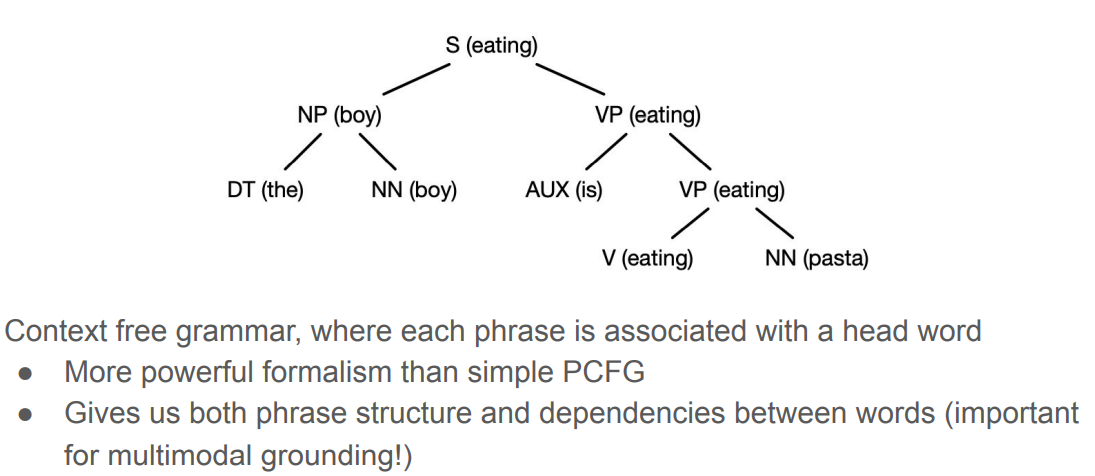 S (eating)
NP (boy) VP (eating)
DT (the) NN (boy) AUX (is) VP (eating)
V (eating) NN (pasta)
Context free grammar, where each phrase is associated with a head word
● More powerful formalism than simple PCFG
● Gives us both phrase structure and dependencies between words (important
for multimodal grounding!)